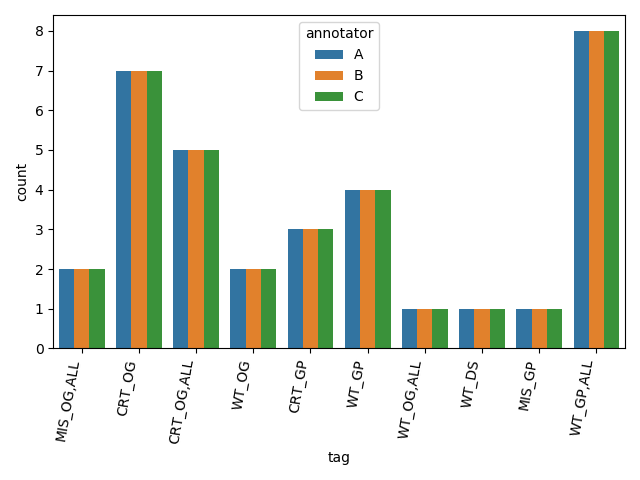 annotator
A
B
C
8
7
6
5
4
3
2
1
0
count
MIS_OG,ALL
CRT_OG
CRT_OG,ALL
WT_OG
CRT_GP
WT_GP
WT_OG,ALL
WT_DS
MIS_GP
WT_GP,ALL
tag